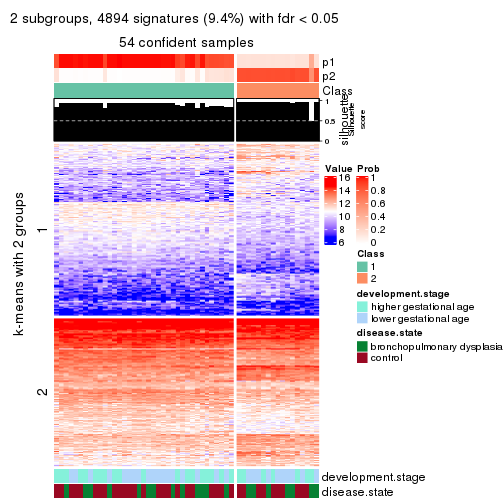 2 subgroups, 4894 signatures (9.4%) with fdr < 0.05
54 confident samples
p1
p2
Class
1
0.5
0
silhouette
Silhouette
score
k-means with 2 groups
1
2
Value
16
14
12
10
8
6
Prob
1
0.8
0.6
0.4
0.2
0
Class
1
2
development.stage
higher gestational age
lower gestational age
disease.state
bronchopulmonary dysplasia
control
development.stage
disease.state